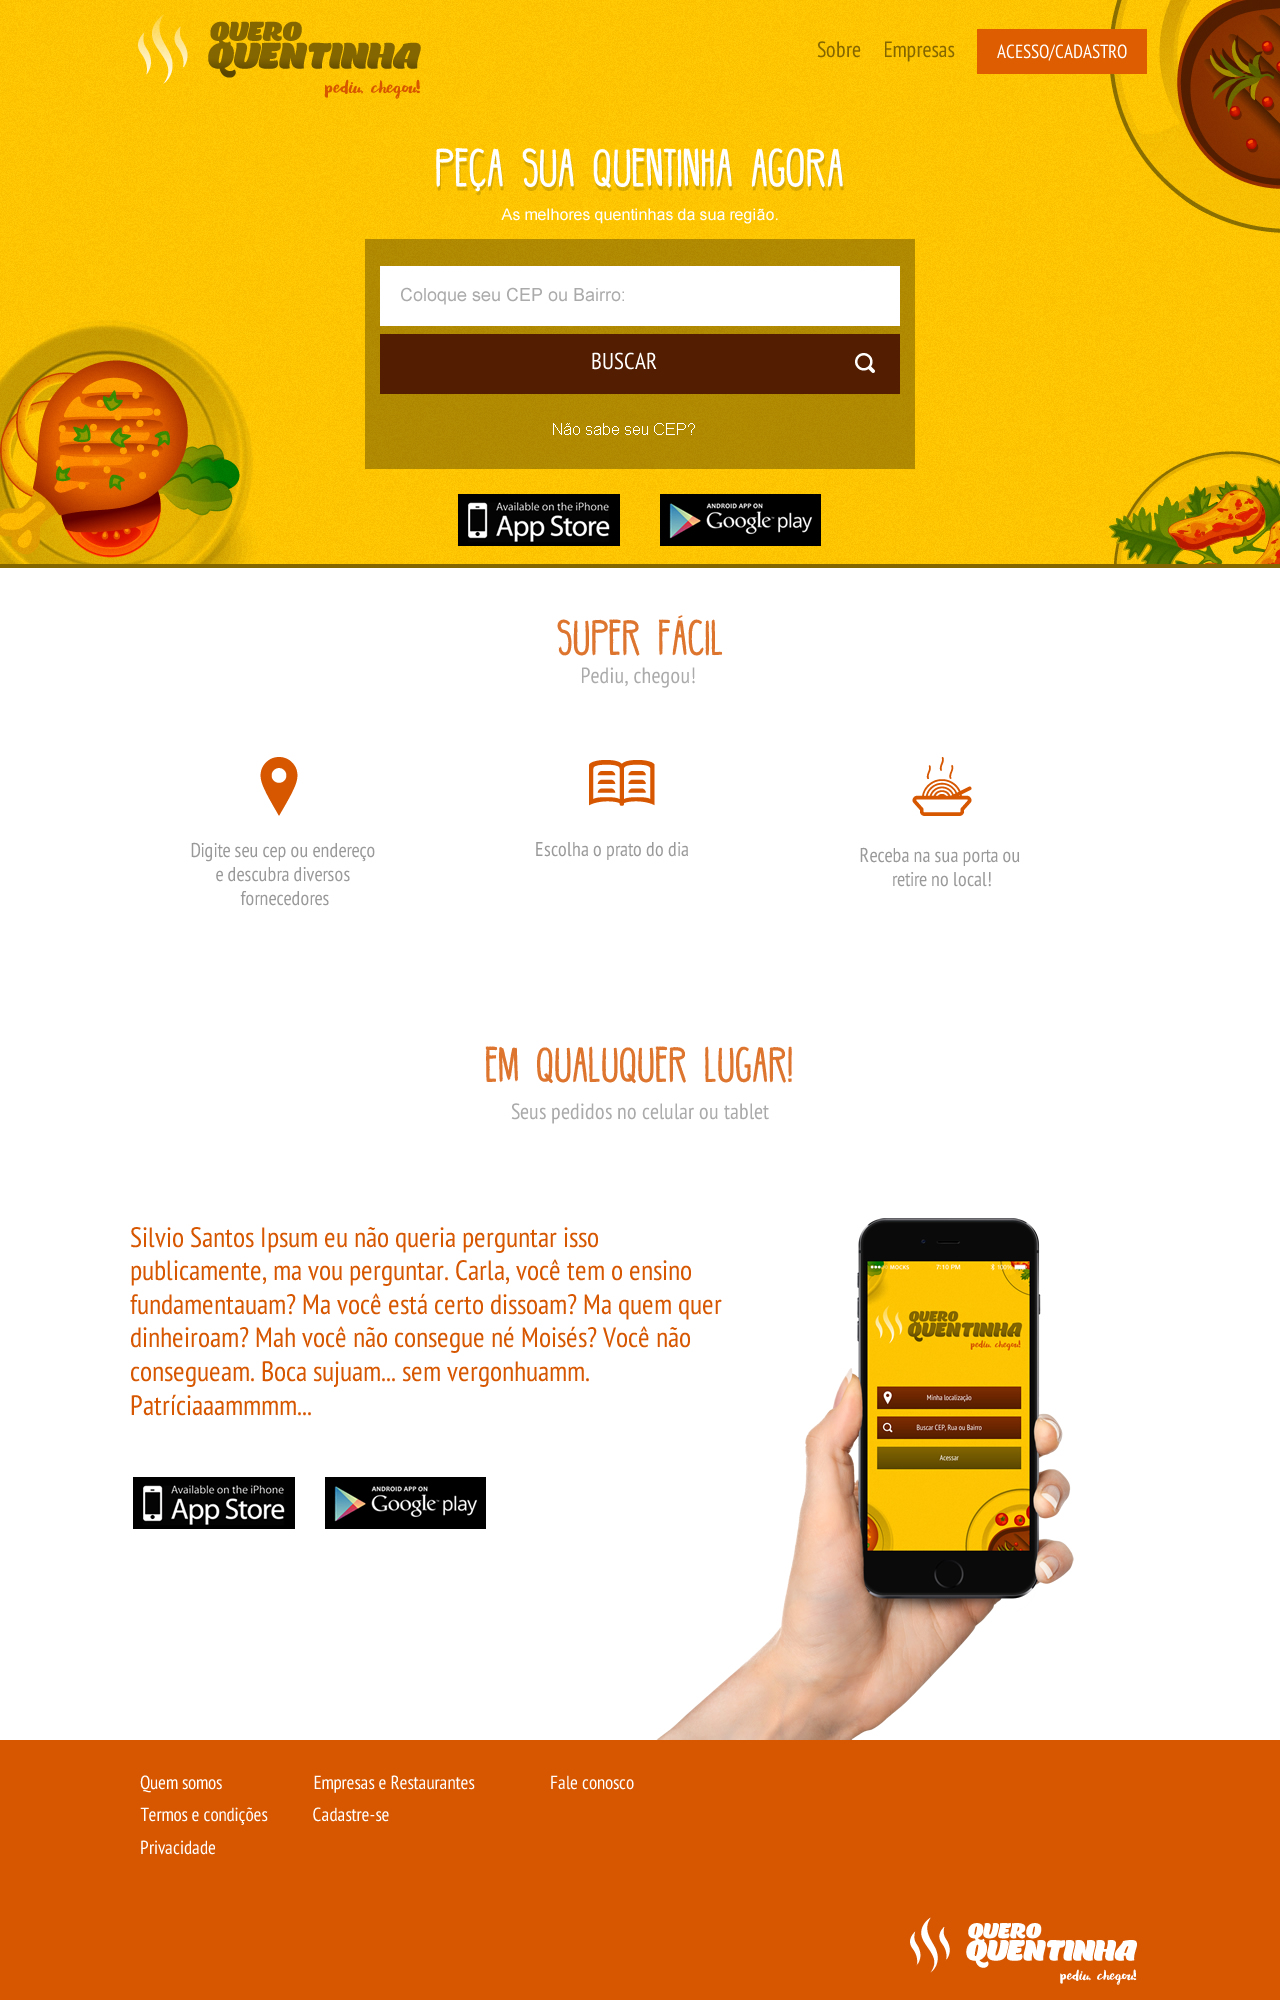 QUERO
QUENTINHA
pediu, chegou!
Sobre
Empresas
ACESSO/CADASTRO
PEÇA SUA QUENTINHA AGORA
As melhores quentinhas da sua região.
Coloque seu CEP ou Bairro:
BUSCAR
Não sabe seu CEP?
Available on the iPhone
App Store
ANDROID APP ON
Google play
SUPER FÁCIL
Pediu, chegou!
Digite seu cep ou endereço
e descubra diversos
fornecedores
Escolha o prato do dia
Receba na sua porta ou
retire no local!
EM QUALUQUER LUGAR!
Seus pedidos no celular ou tablet
Silvio Santos Ipsum eu não queria perguntar isso
publicamente, ma vou perguntar. Carla, você tem o ensino
fundamentauam? Ma você está certo dissoam? Ma quem quer
dinheiroam? Mah você não consegue né Moisés? Você não
consegueam. Boca sujuam... sem vergonhuamm.
Patríciaaammmm...
Available on the iPhone
App Store
ANDROID APP ON
Google play
MOCKS 7:10 PM 100%
QUERO
QUENTINHA
pediu, chegou!
Minha localização
Buscar CEP, Rua ou Bairro
Acessar
Quem somos
Empresas e Restaurantes
Fale conosco
Termos e condições
Cadastre-se
Privacidade
QUERO
QUENTINHA
pediu, chegou!